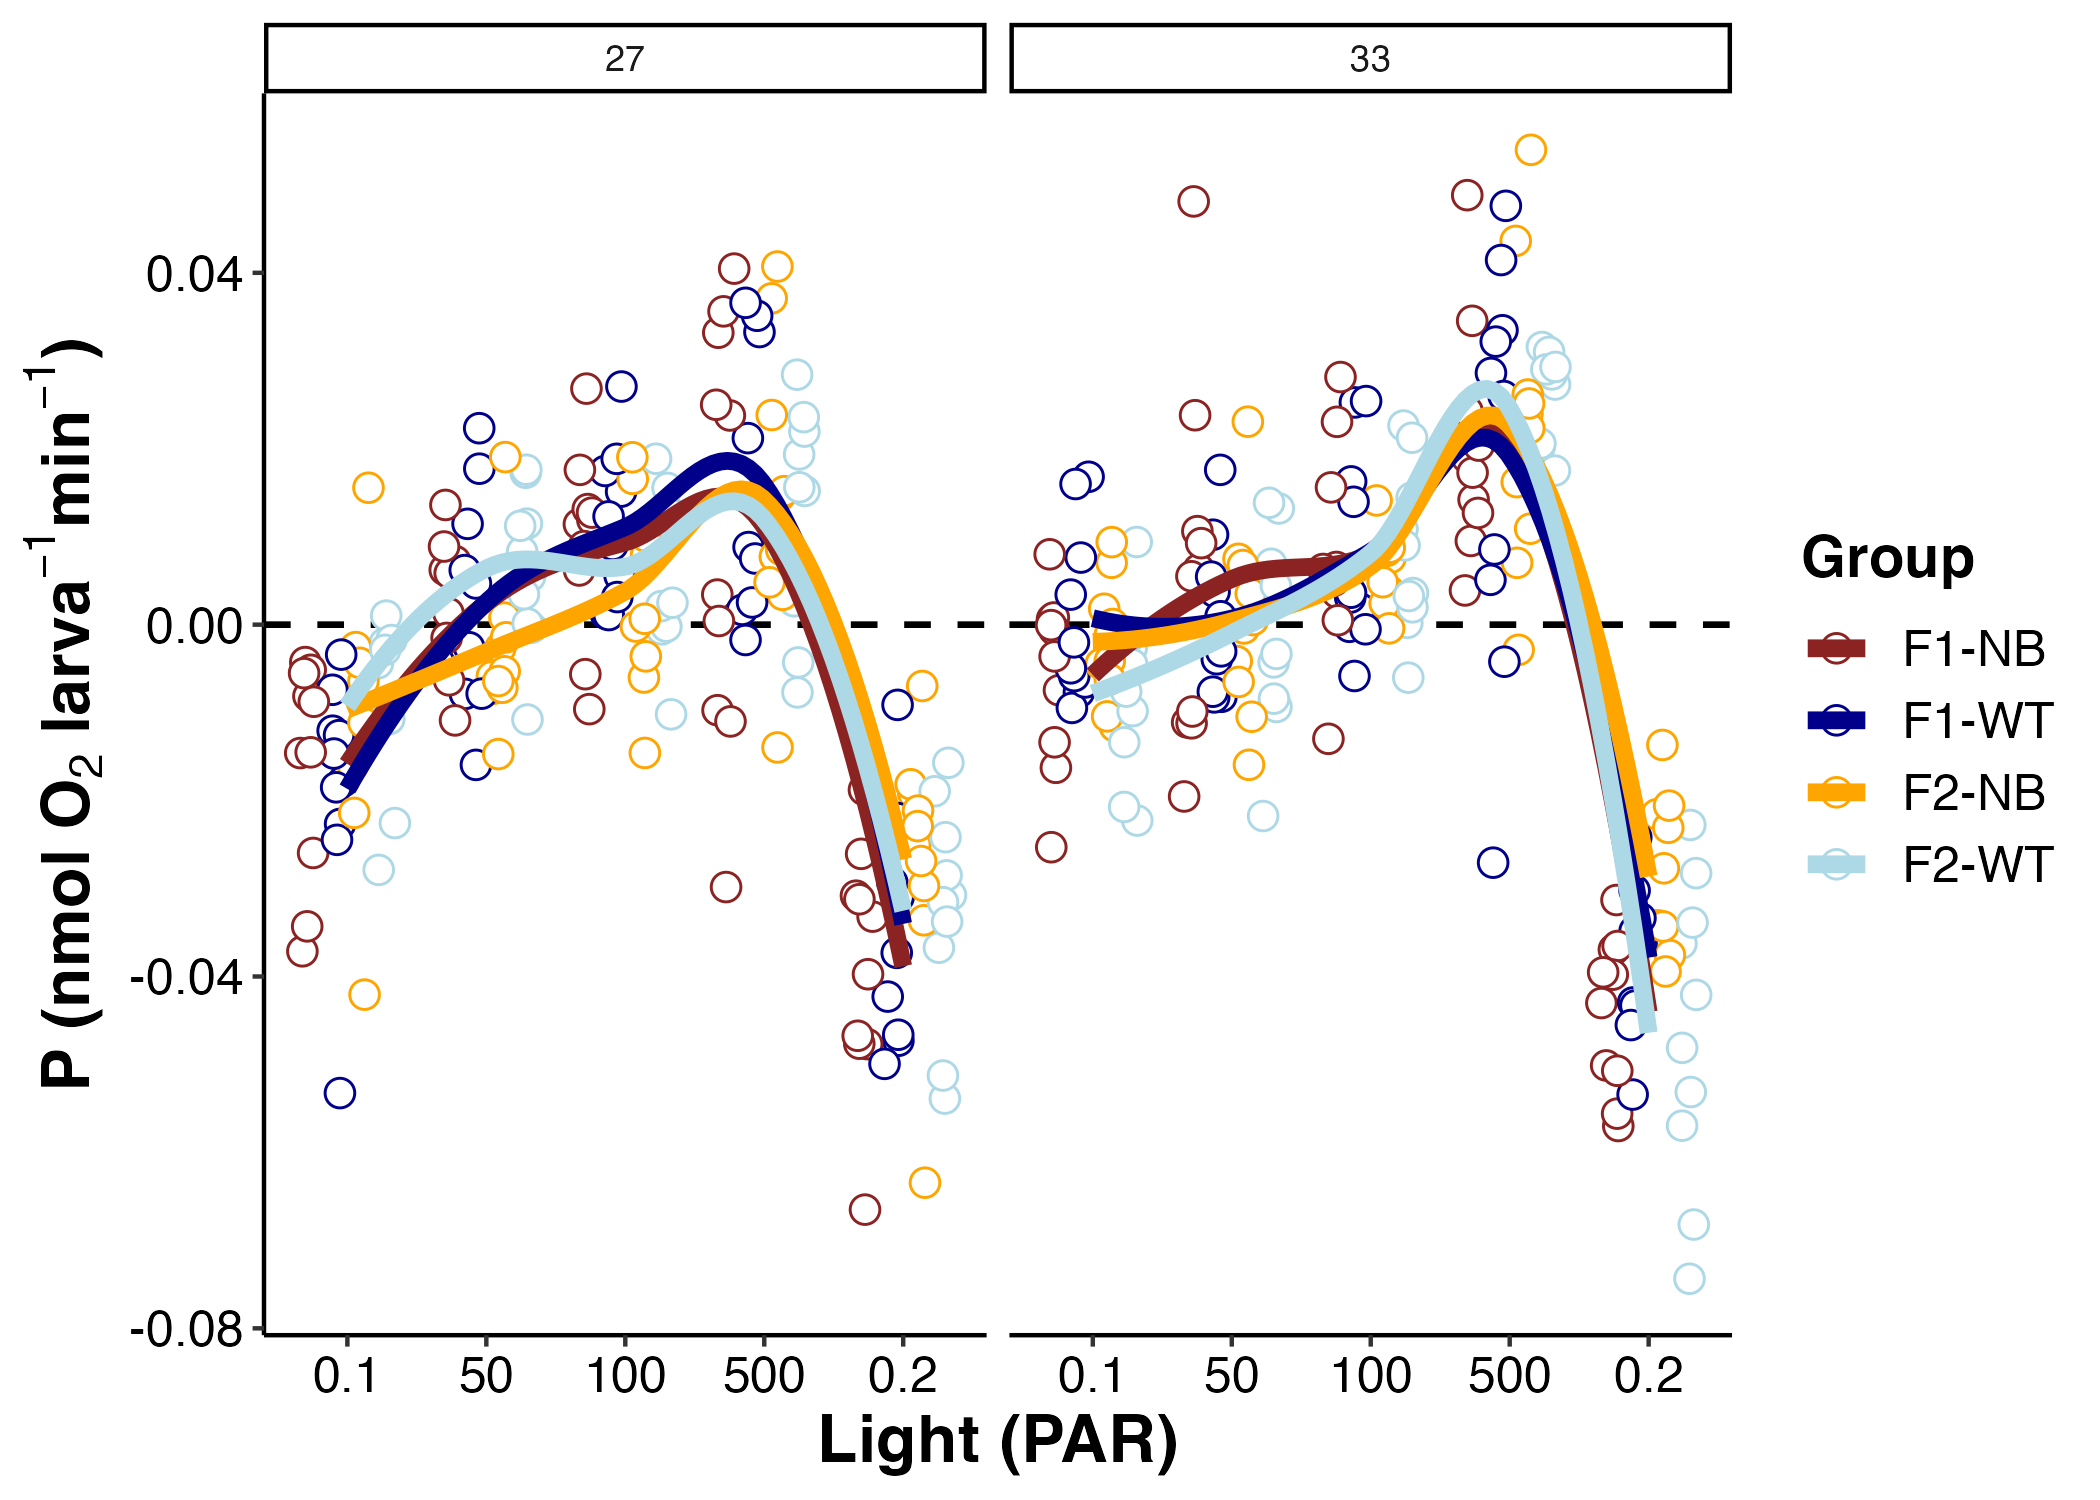 27
33
0.04
0.00
-0.04
-0.08
P (nmol O₂ larva⁻¹min⁻¹)
0.1 50 100 500 0.2
0.1 50 100 500 0.2
Light (PAR)
Group
F1-NB
F1-WT
F2-NB
F2-WT